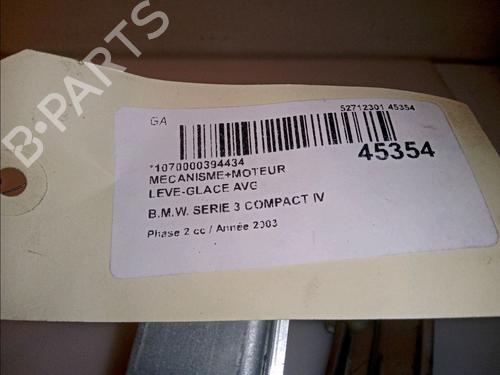 B-PARTS
GA
52712301 45354
*1070000394434
45354
MECANISME+MOTEUR
LEVE-GLACE AVG
B.M.W. SERIE 3 COMPACT IV
Phase 2 cc / Année 2003